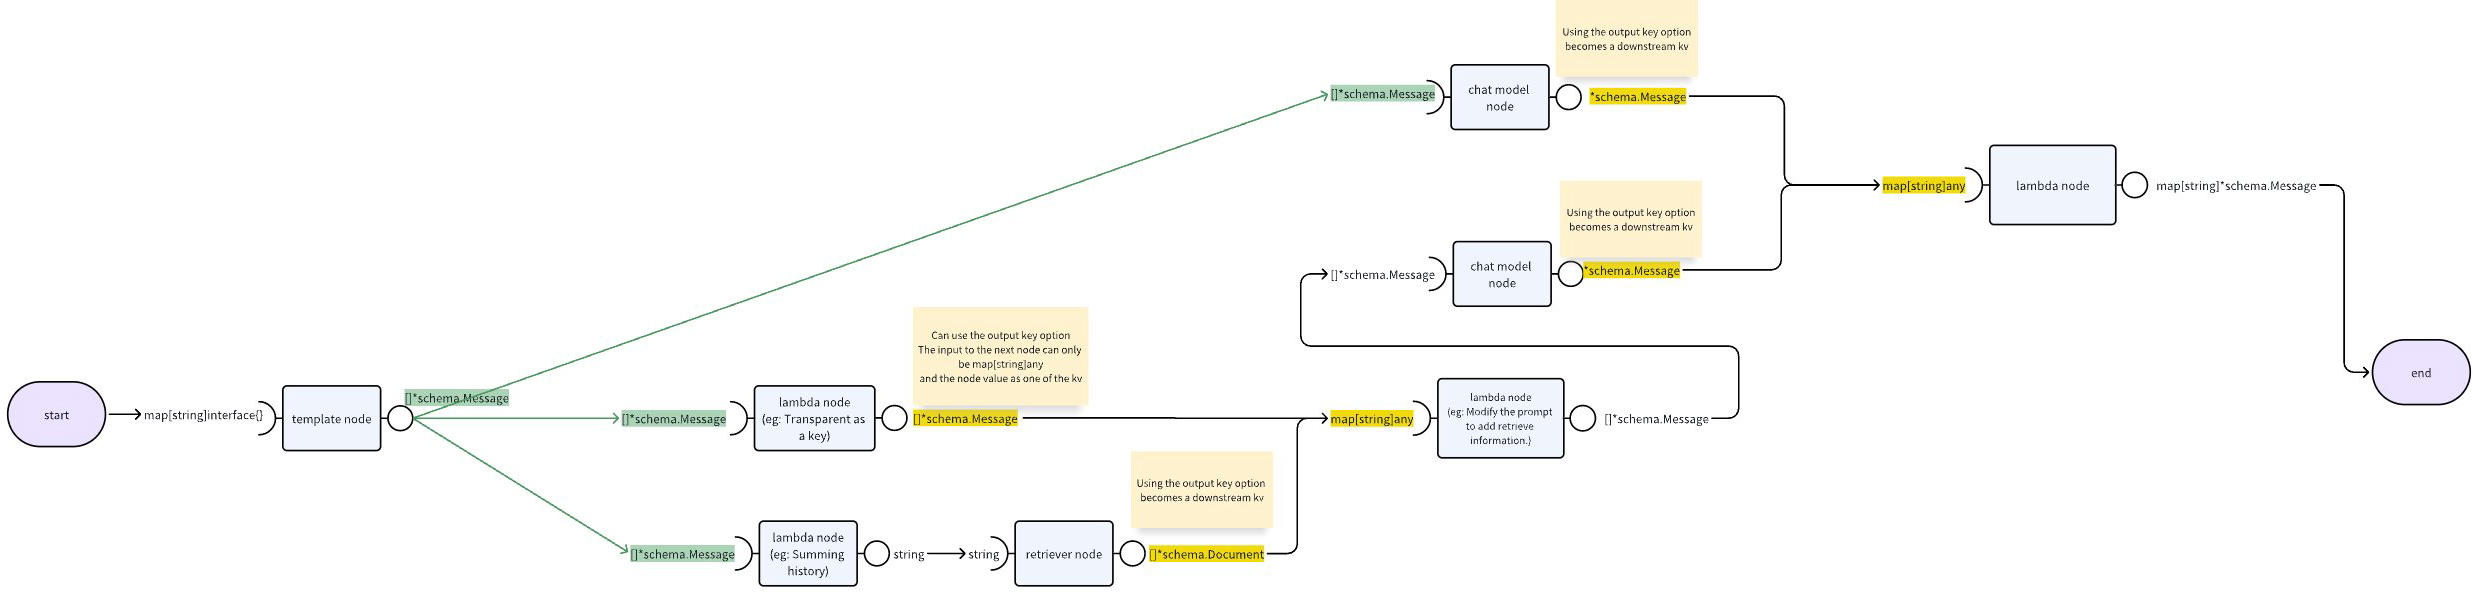 start
map[string]interface{}
template node
[]*schema.Message
[]*schema.Message
chat model
node
Using the output key option
becomes a downstream kv
*schema.Message
[]*schema.Message
chat model
node
Using the output key option
becomes a downstream kv
*schema.Message
map[string]any
lambda node
map[string]*schema.Message
end
[]*schema.Message
lambda node
(eg: Transparent as
a key)
Can use the output key option
The input to the next node can only
be map[string]any
and the node value as one of the kv
[]*schema.Message
map[string]any
lambda node
(eg: Modify the prompt
to add retrieve
information.)
[]*schema.Message
[]*schema.Message
lambda node
(eg: Summing
history)
string
string
retriever node
Using the output key option
becomes a downstream kv
[]*schema.Document